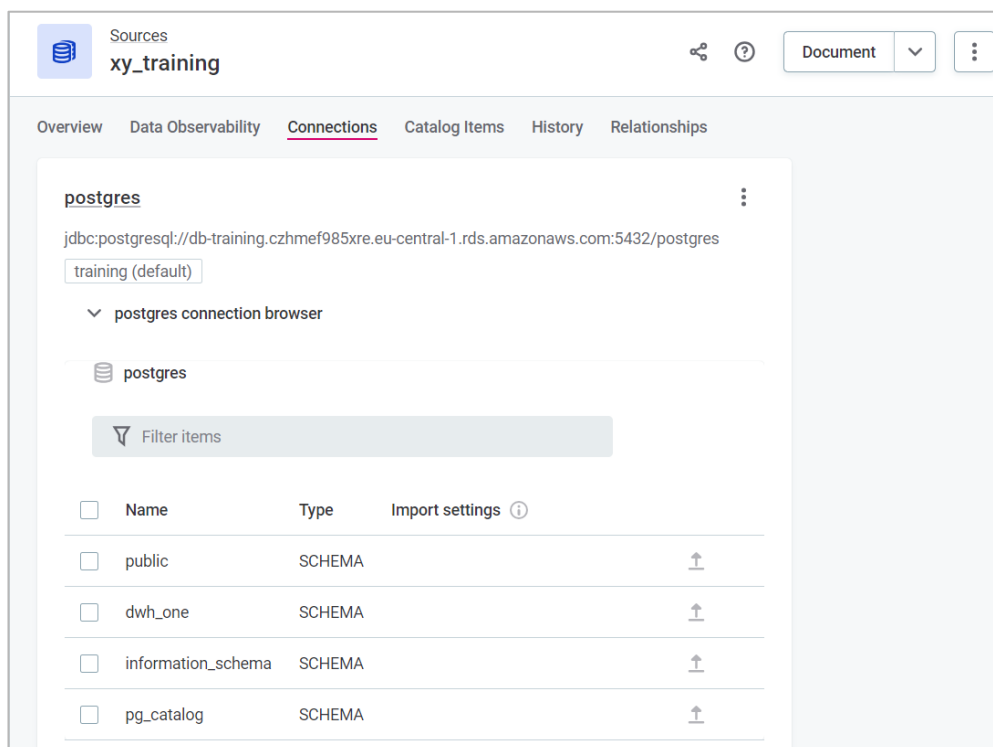 Sources
xy_training
Document
Overview Data Observability Connections Catalog Items History Relationships
postgres
jdbc:postgresql://db-training.czhmef985xre.eu-central-1.rds.amazonaws.com:5432/postgres
training (default)
postgres connection browser
postgres
Filter items
Name Type Import settings
public SCHEMA
dwh_one SCHEMA
information_schema SCHEMA
pg_catalog SCHEMA